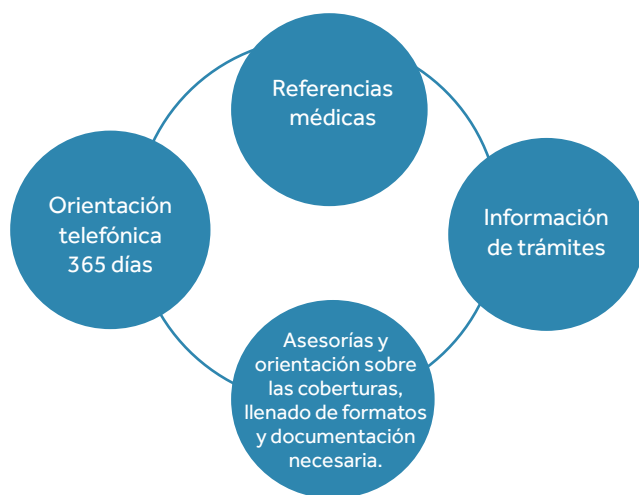 Referencias
médicas
Orientación
telefónica
365 días
Información
de trámites
Asesorías y
orientación sobre
las coberturas,
llenado de formatos
y documentación
necesaria.